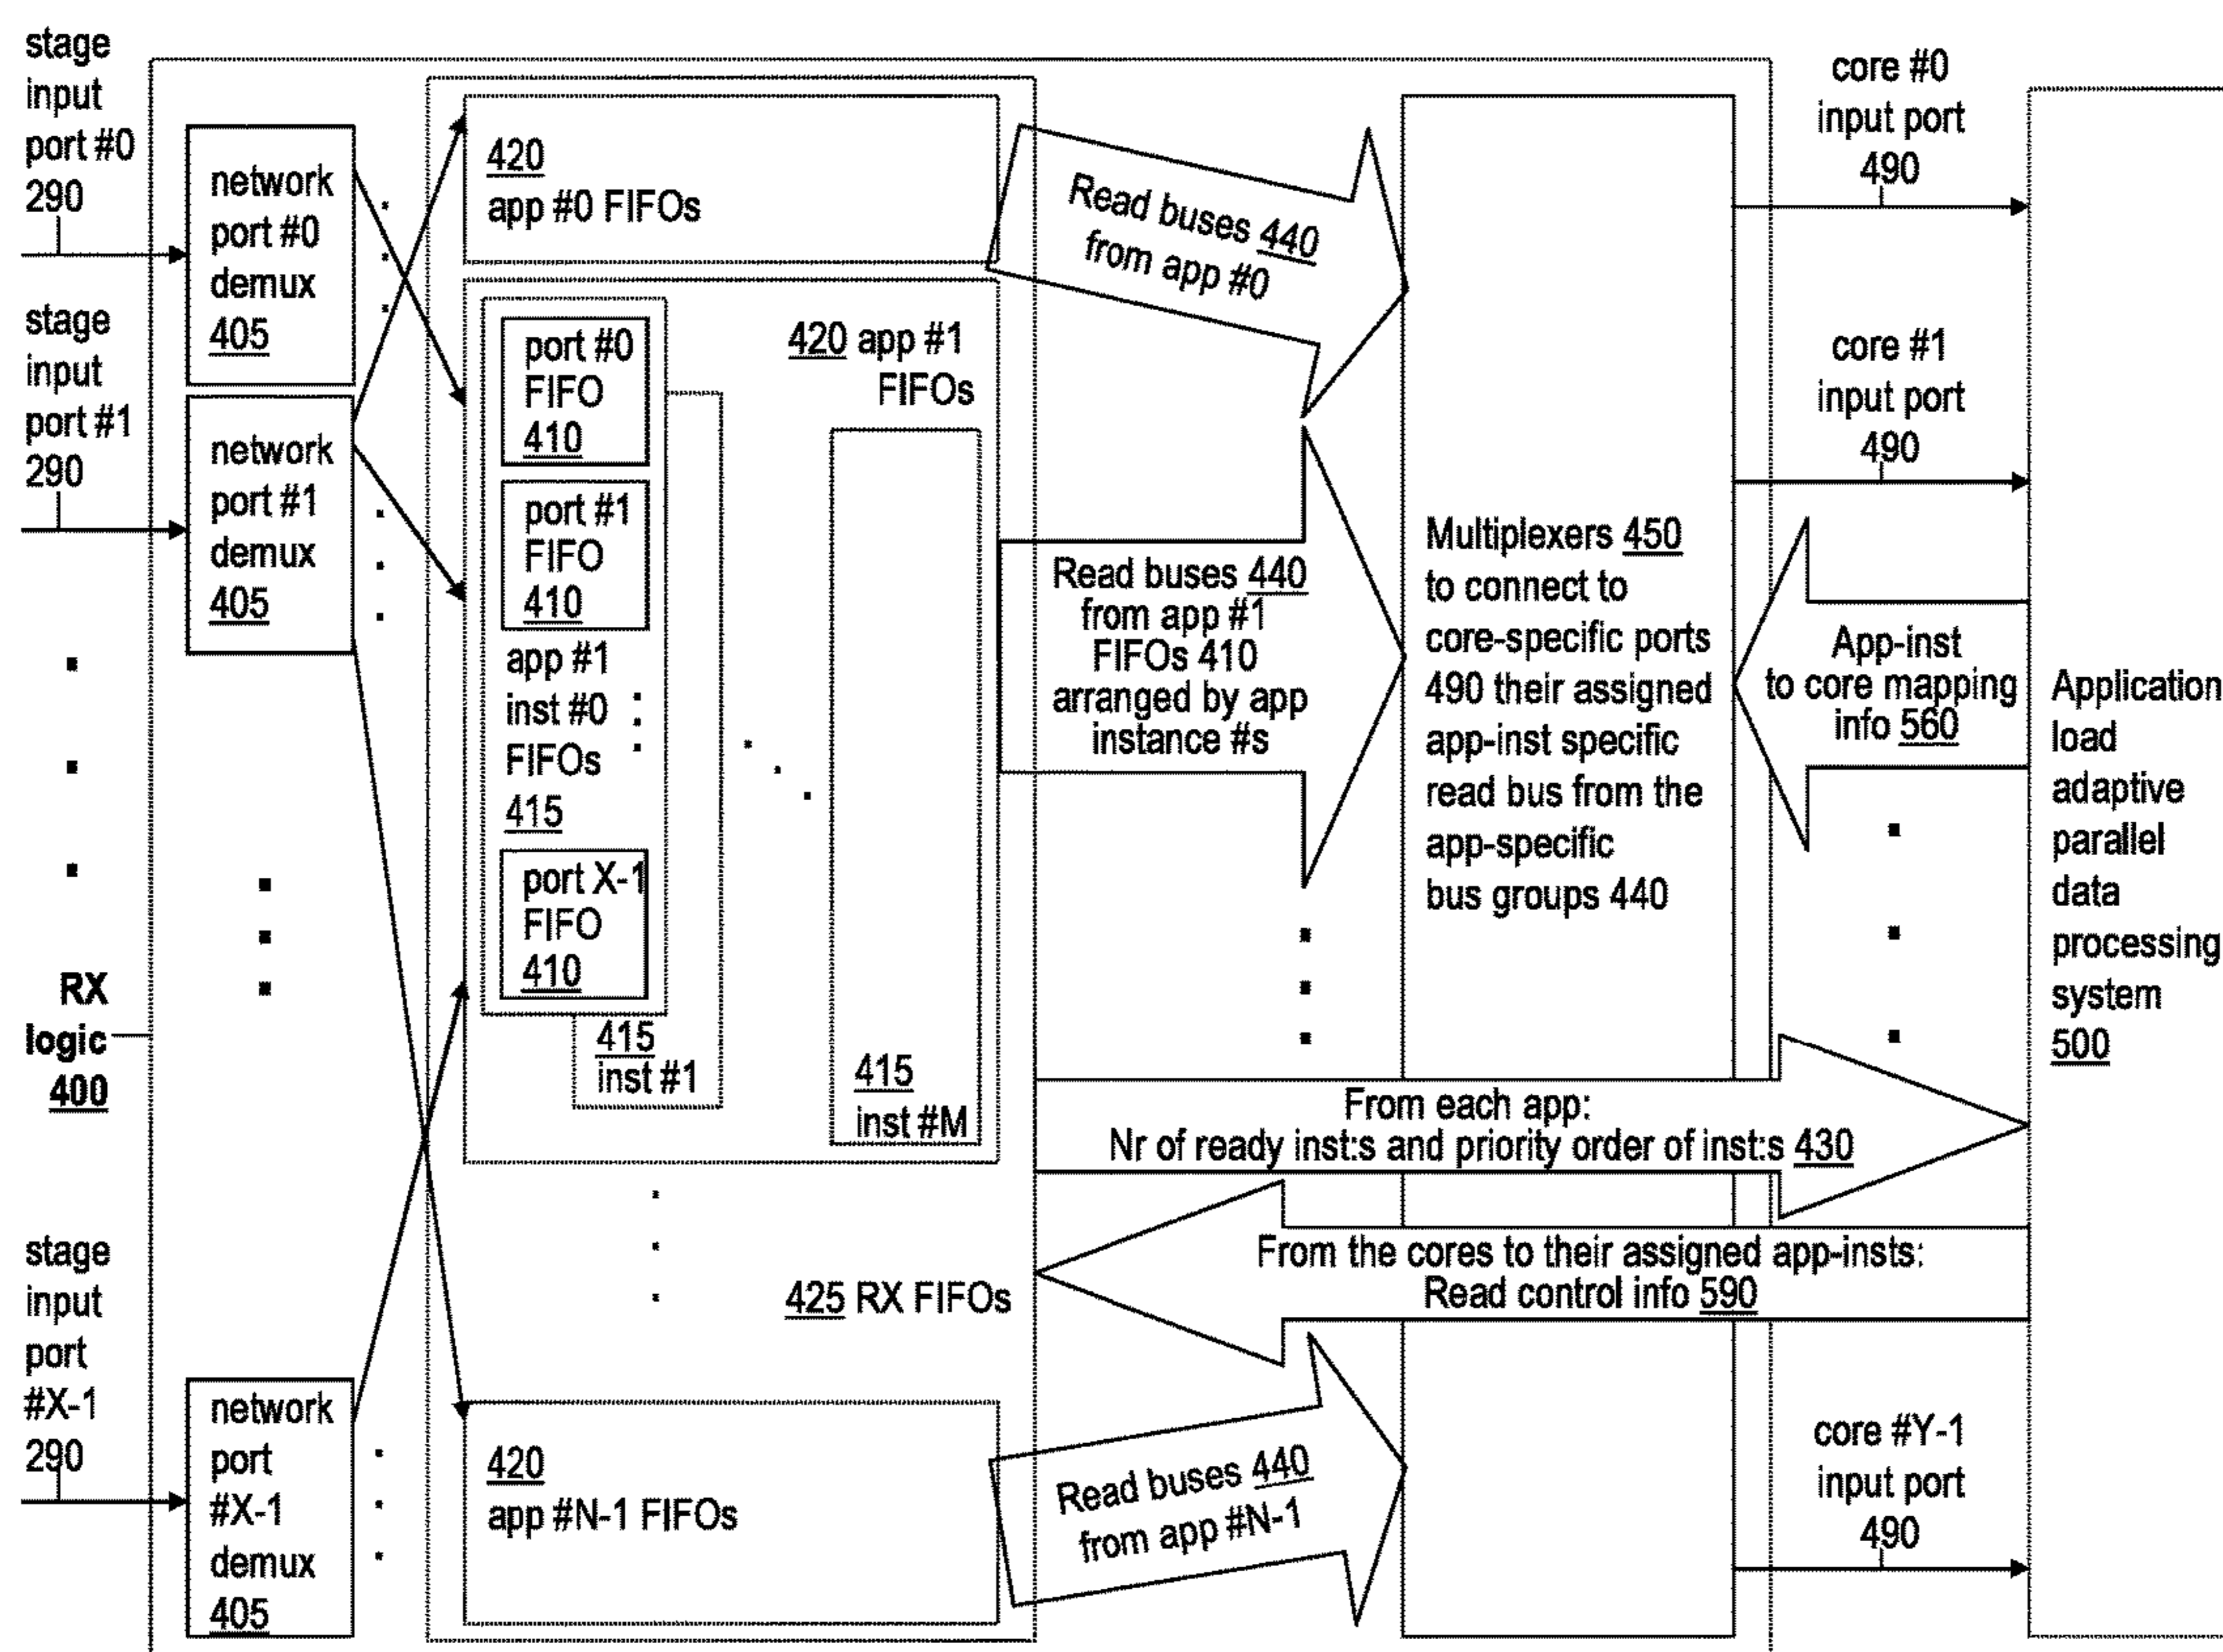 stage
input
port #0
290
stage
input
port #1
290
RX
logic
400
stage
input
port
#X-1
290
network
port #0
demux
405
network
port #1
demux
405
network
port
#X-1
demux
405
420
app #0 FIFOs
420 app #1
FIFOs
port #0
FIFO
410
port #1
FIFO
410
app #1
inst #0
FIFOs
415
port X-1
FIFO
410
415
inst #1
415
inst #M
425 RX FIFOs
420
app #N-1 FIFOs
Read buses 440
from app #0
Read buses 440
from app #1
FIFOs 410
arranged by app
instance #s
Read buses 440
from app #N-1
Multiplexers 450
to connect to
core-specific ports
490 their assigned
app-inst specific
read bus from the
app-specific
bus groups 440
From each app:
Nr of ready inst:s and priority order of inst:s 430
From the cores to their assigned app-insts:
Read control info 590
core #0
input port
490
core #1
input port
490
App-inst
to core mapping
info 560
core #Y-1
input port
490
Application
load
adaptive
parallel
data
processing
system
500